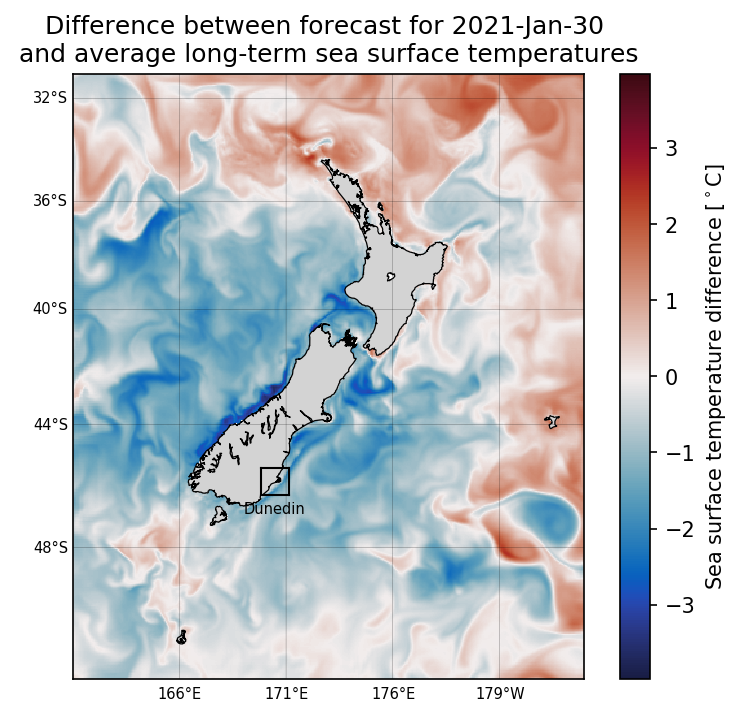 Difference between forecast for 2021-Jan-30
and average long-term sea surface temperatures
32°S
36°S
40°S
44°S
48°S
166°E
171°E
176°E
179°W
Dunedin
3
2
1
0
−1
−2
−3
Sea surface temperature difference [°C]